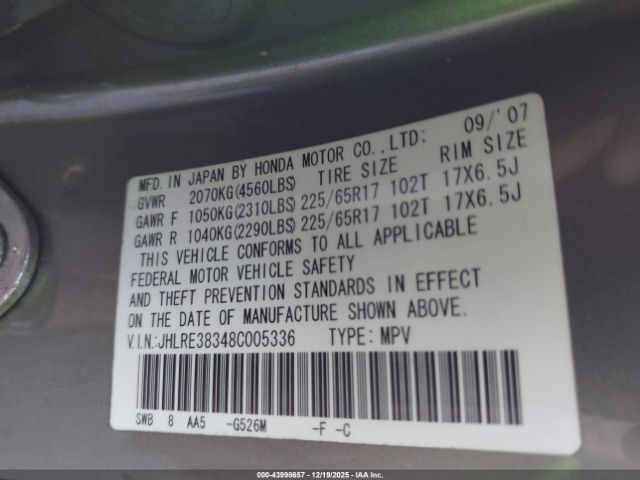 MFD. IN JAPAN BY HONDA MOTOR CO.,LTD: 09/'07
GVWR 2070KG(4560LBS) TIRE SIZE RIM SIZE
GAWR F 1050KG(2310LBS) 225/65R17 102T 17X6.5J
GAWR R 1040KG(2290LBS) 225/65R17 102T 17X6.5J
THIS VEHICLE CONFORMS TO ALL APPLICABLE
FEDERAL MOTOR VEHICLE SAFETY
AND THEFT PREVENTION STANDARDS IN EFFECT
ON THE DATE OF MANUFACTURE SHOWN ABOVE.
V.I.N.:JHLRE38348C005336 TYPE: MPV
SWB 8 AA5 -G526M -F -C
000-43998657 - 12/19/2025 - IAAI. Copyright